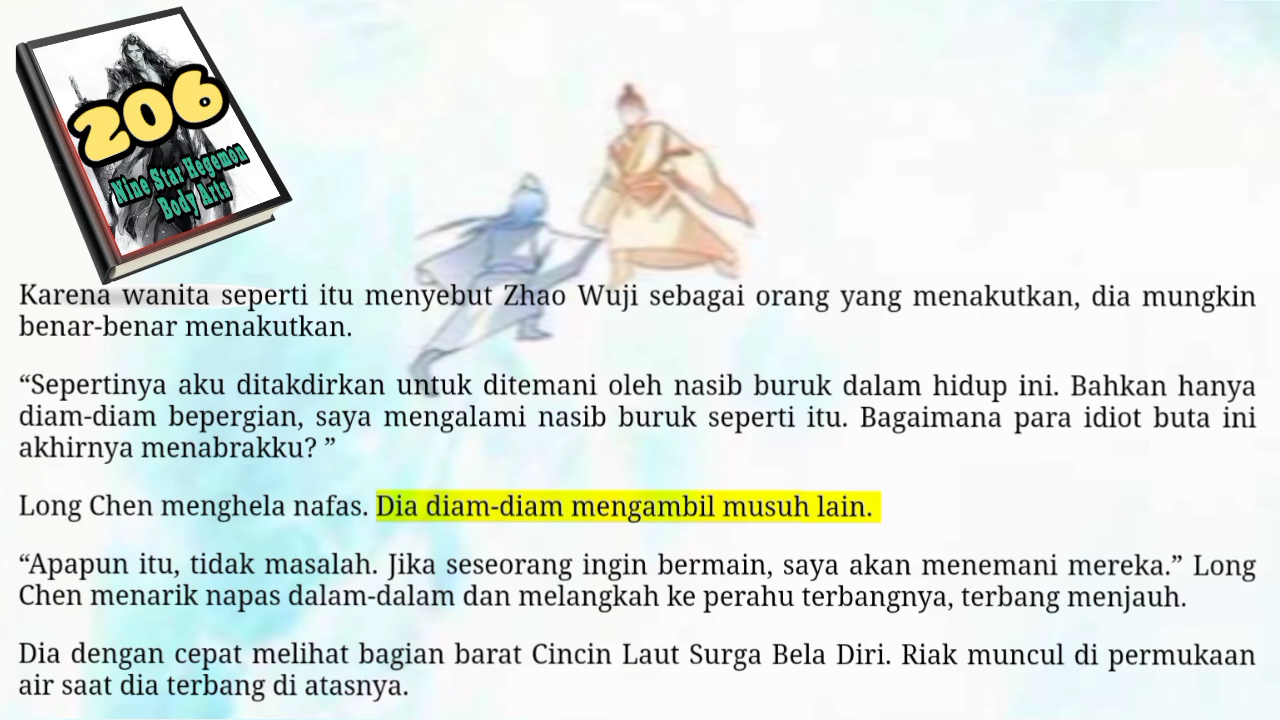 206
Nine Star Hegemon
Body Arts
Karena wanita seperti itu menyebut Zhao Wuji sebagai orang yang menakutkan, dia mungkin
benar-benar menakutkan.
“Sepertinya aku ditakdirkan untuk ditemani oleh nasib buruk dalam hidup ini. Bahkan hanya
diam-diam bepergian, saya mengalami nasib buruk seperti itu. Bagaimana para idiot buta ini
akhirnya menabrakku? ”
Long Chen menghela nafas. Dia diam-diam mengambil musuh lain.
“Apapun itu, tidak masalah. Jika seseorang ingin bermain, saya akan menemani mereka.” Long
Chen menarik napas dalam-dalam dan melangkah ke perahu terbangnya, terbang menjauh.
Dia dengan cepat melihat bagian barat Cincin Laut Surga Bela Diri. Riak muncul di permukaan
air saat dia terbang di atasnya.